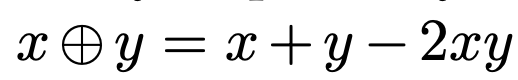 x ⊕ y = x + y − 2xy